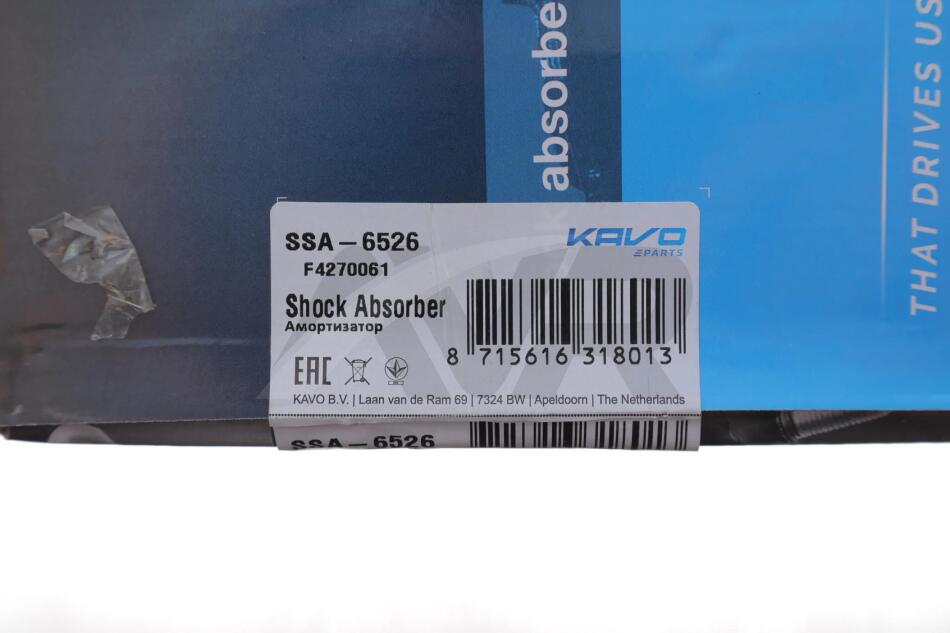 absorbe
THAT DRIVES US
SSA – 6526
F4270061
KAVO
PARTS
Shock Absorber
Амортизатор
8 715616 318013
EAC
KAVO B.V. | Laan van de Ram 69 | 7324 BW | Apeldoorn | The Netherlands
SSA – 6526
AVR